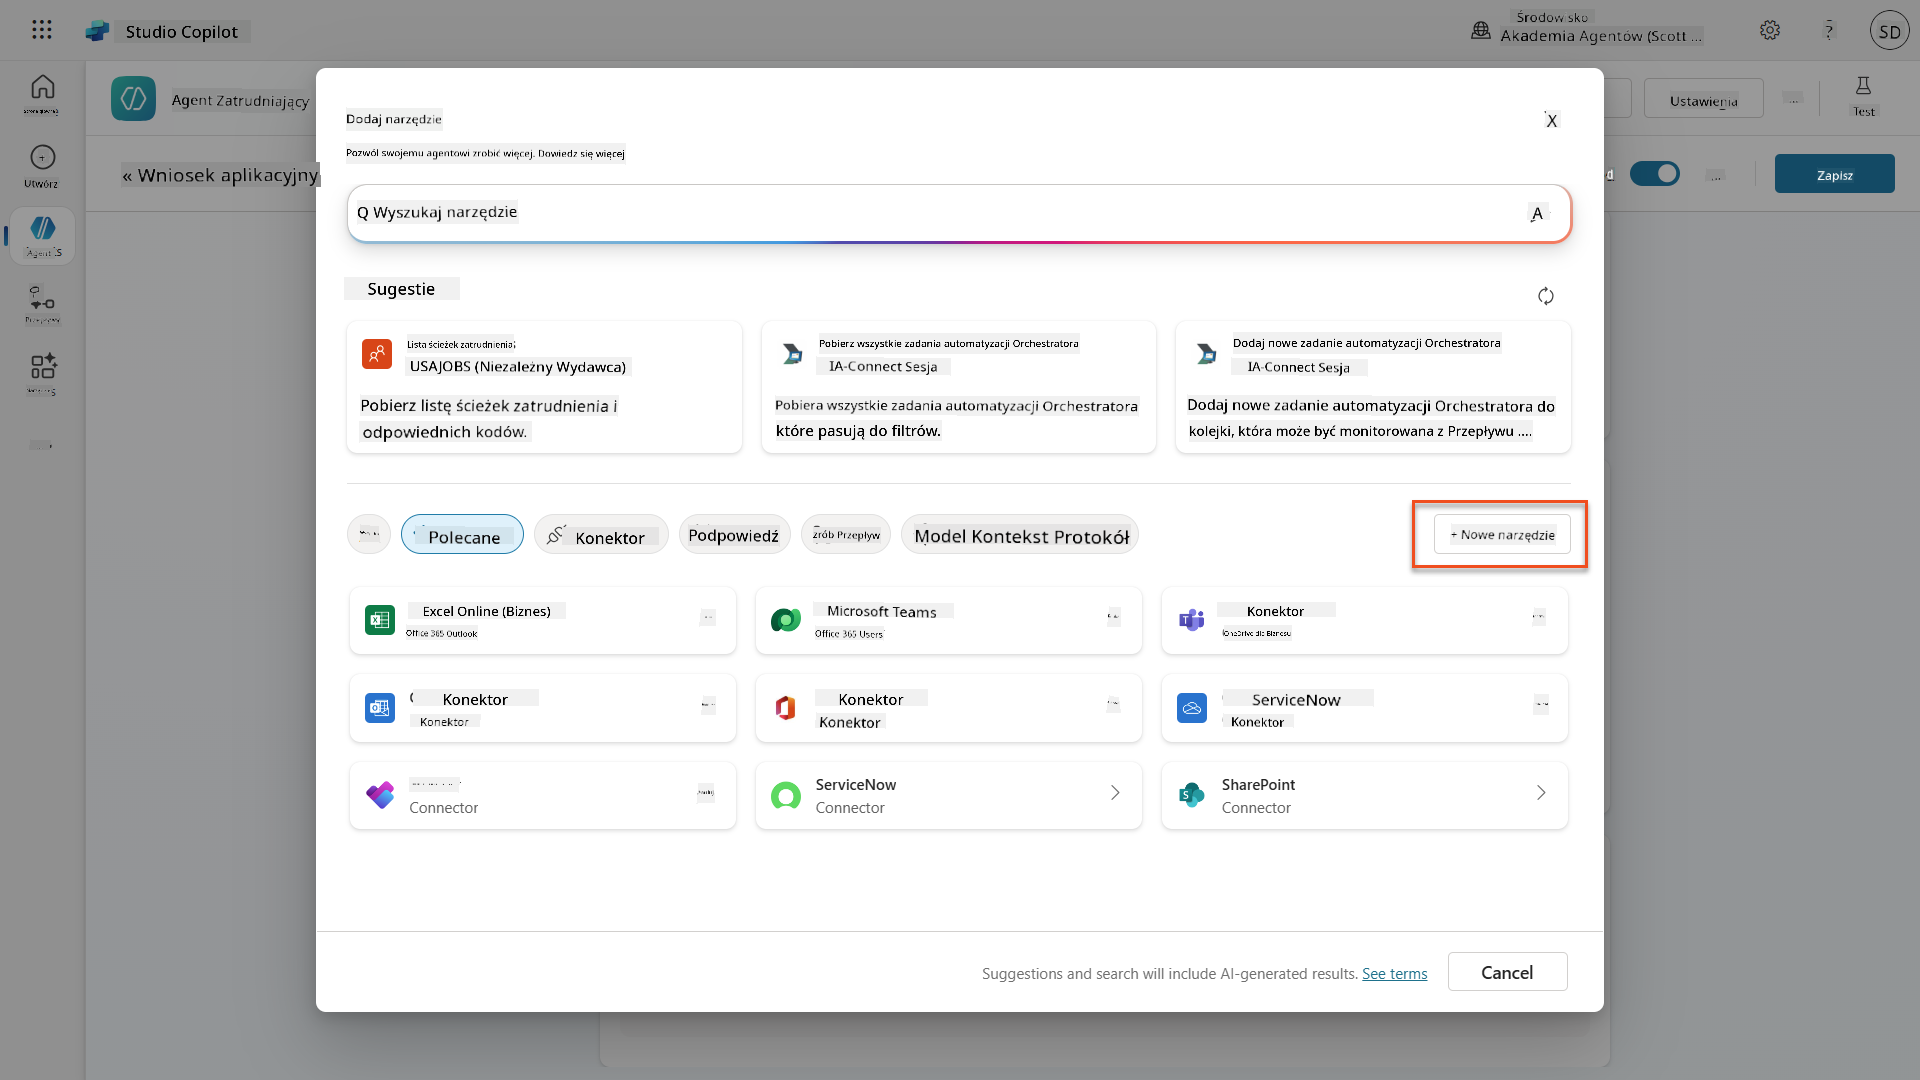 Studio Copilot
Środowisko
Akademia Agentów (Scott ...
?
SD
Agent Zatrudniający
Ustawienia
...
Test
Utwórz
« Wniosek aplikacyjny
...
Zapisz
Dodaj narzędzie
X
Pozwól swojemu agentowi zrobić więcej. Dowiedz się więcej
Q Wyszukaj narzędzie
A
Sugestie
Lista ścieżek zatrudnienia;
USAJOBS (Niezależny Wydawca)
Pobierz listę ścieżek zatrudnienia i
odpowiednich kodów.
Pobierz wszystkie zadania automatyzacji Orchestratora
IA-Connect Sesja
Pobiera wszystkie zadania automatyzacji Orchestratora
które pasują do filtrów.
Dodaj nowe zadanie automatyzacji Orchestratora
IA-Connect Sesja
Dodaj nowe zadanie automatyzacji Orchestratora do
kolejki, która może być monitorowana z Przepływu ....
Polecane
Konektor
Podpowiedź
zrób Przepływ
Model Kontekst Protokół
+ Nowe narzędzie
Excel Online (Biznes)
Office 365 Outlook
Microsoft Teams
Office 365 Users
Konektor
OneDrive dla Biznesu
Konektor
Konektor
Konektor
Konektor
ServiceNow
Konektor
Connector
ServiceNow
Connector
SharePoint
Connector
Suggestions and search will include AI-generated results. See terms
Cancel